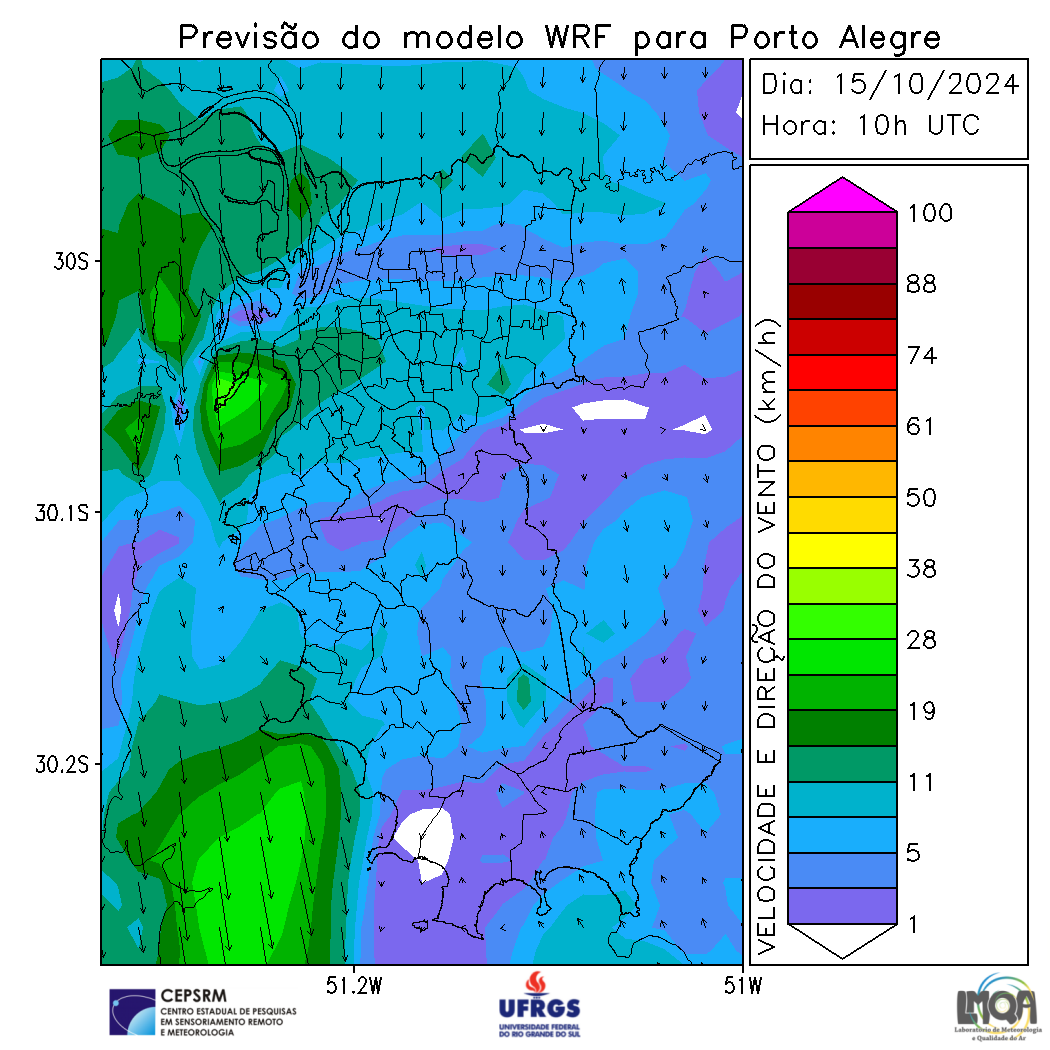 Previsão do modelo WRF para Porto Alegre
Dia: 15/10/2024
Hora: 10h UTC
30S
30.1S
30.2S
51.2W
51W
VELOCIDADE E DIREÇÃO DO VENTO (km/h)
100
88
74
61
50
38
28
19
11
5
1
CEPSRM
CENTRO ESTADUAL DE PESQUISAS
EM SENSORIAMENTO REMOTO
E METEOROLOGIA
UFRGS
UNIVERSIDADE FEDERAL
DO RIO GRANDE DO SUL
LMQA
Laboratório de Meteorologia
e Qualidade do Ar